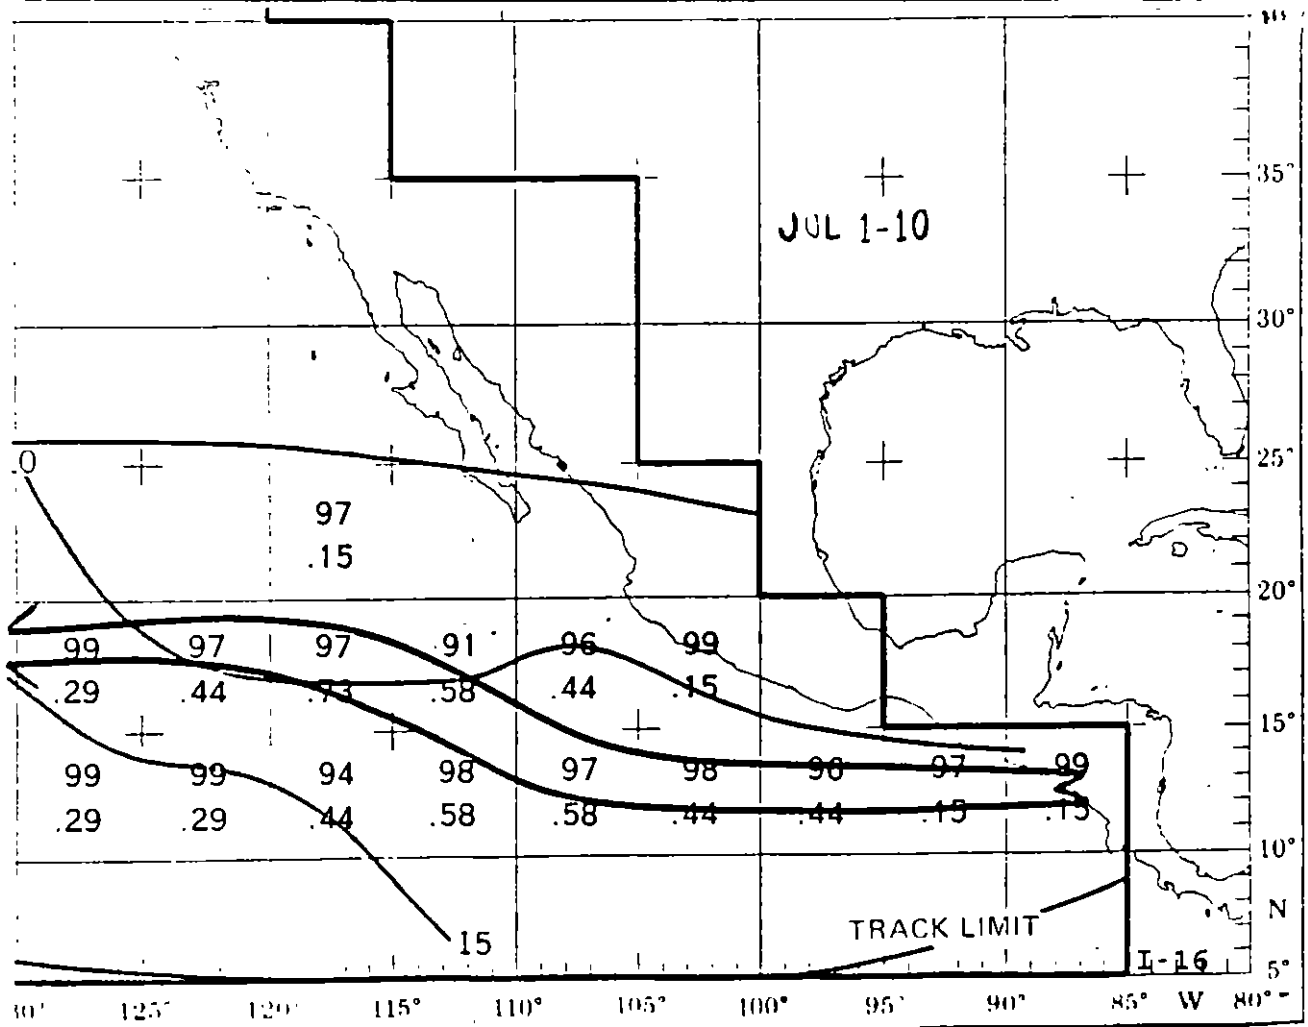 40
35°
JUL 1-10
30°
.0
25°
97
.15
20°
99 97 97 .91 96 99
.29 .44 .73 .58 .44 .15
15°
99 99 94 98 97 98 96 97 99
.29 .29 .44 .58 .58 .44 .44 .15 .15
10°
N
TRACK LIMIT
15
I-16
5°
30° 125° 120° 115° 110° 105° 100° 95° 90° 85° W 80°